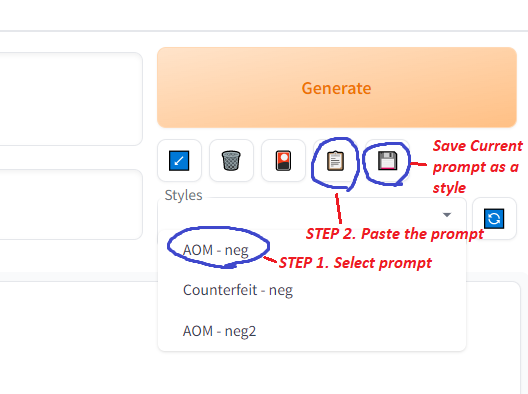 Generate
Save Current
prompt as a
style
Styles
STEP 2. Paste the prompt
AOM - neg
STEP 1. Select prompt
Counterfeit - neg
AOM - neg2